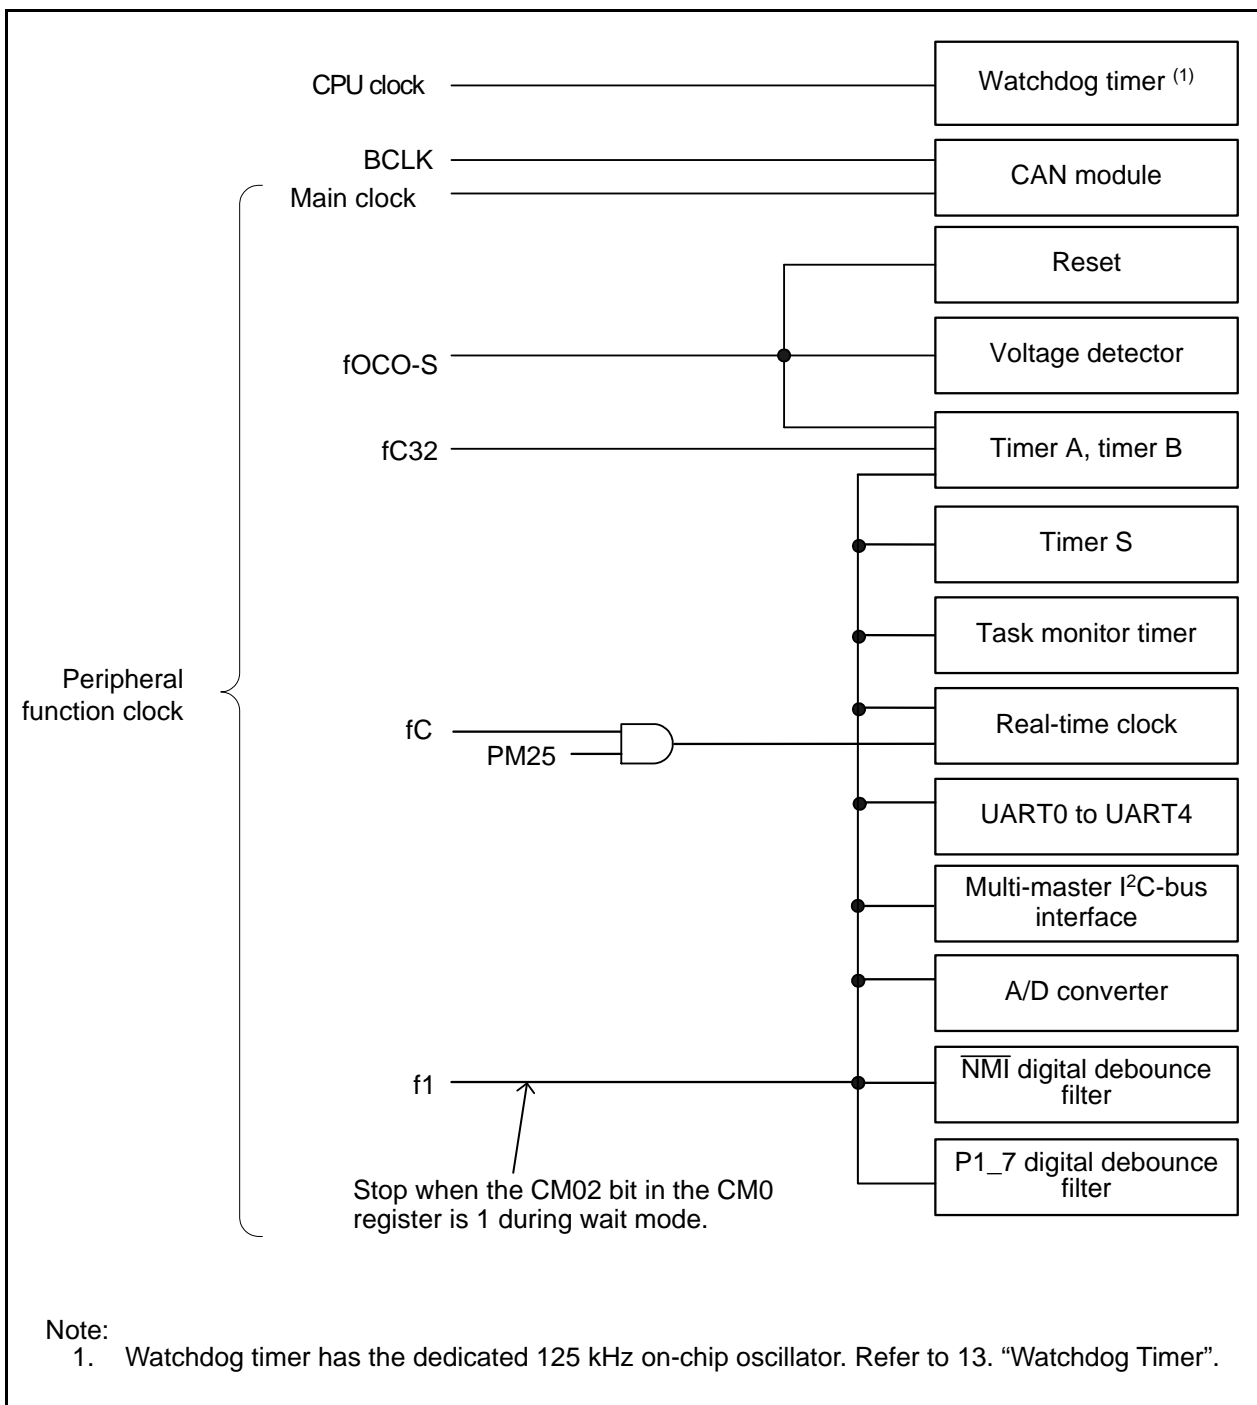 CPU clock
Watchdog timer (1)
BCLK
CAN module
Main clock
Reset
fOCO-S
Voltage detector
fC32
Timer A, timer B
Timer S
Task monitor timer
Peripheral
function clock
fC
PM25
Real-time clock
UART0 to UART4
Multi-master I²C-bus
interface
A/D converter
f1
N̅M̅I̅ digital debounce
filter
Stop when the CM02 bit in the CM0
register is 1 during wait mode.
P1_7 digital debounce
filter
Note:
1. Watchdog timer has the dedicated 125 kHz on-chip oscillator. Refer to 13. “Watchdog Timer”.